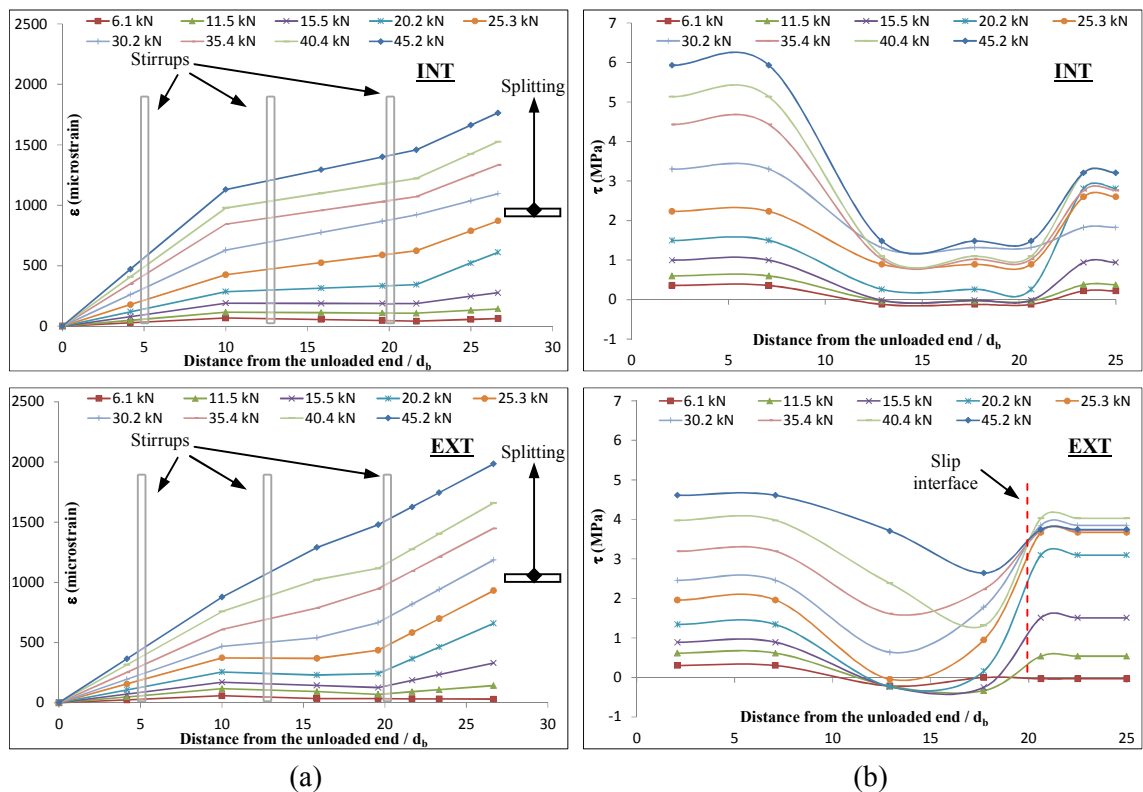 6.1 kN 11.5 kN 15.5 kN 20.2 kN 25.3 kN
30.2 kN 35.4 kN 40.4 kN 45.2 kN
Stirrups
INT
Splitting
ε (microstrain)
2500
2000
1500
1000
500
0
0 5 10 15 20 25 30
Distance from the unloaded end / db
6.1 kN 11.5 kN 15.5 kN 20.2 kN 25.3 kN
30.2 kN 35.4 kN 40.4 kN 45.2 kN
INT
τ (MPa)
7
6
5
4
3
2
1
0
-1
Distance from the unloaded end / db
0 5 10 15 20 25
6.1 kN 11.5 kN 15.5 kN 20.2 kN 25.3 kN
30.2 kN 35.4 kN 40.4 kN 45.2 kN
Stirrups
EXT
Splitting
ε (microstrain)
2500
2000
1500
1000
500
0
0 5 10 15 20 25 30
Distance from the unloaded end / db
6.1 kN 11.5 kN 15.5 kN 20.2 kN 25.3 kN
30.2 kN 35.4 kN 40.4 kN 45.2 kN
EXT
Slip
interface
τ (MPa)
7
6
5
4
3
2
1
0
-1
Distance from the unloaded end / db
0 5 10 15 20 25
(a)
(b)